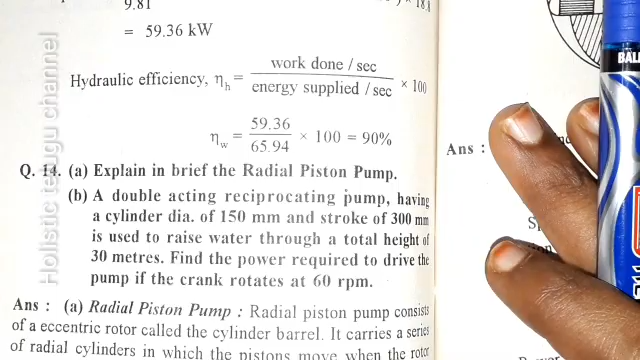 9.81
= 59.36 kW
Hydraulic efficiency, ηh = work done / sec / energy supplied / sec × 100
ηw = 59.36 / 65.94 × 100 = 90%
Q. 14. (a) Explain in brief the Radial Piston Pump.
(b) A double acting reciprocating pump, having
a cylinder dia. of 150 mm and stroke of 300 mm
is used to raise water through a total height of
30 metres. Find the power required to drive the
pump if the crank rotates at 60 rpm.
Ans : (a) Radial Piston Pump : Radial piston pump consists
of a eccentric rotor called the cylinder barrel. It carries a series
of radial cylinders in which the pistons move when the rotor
Ans :
Holistic telugu channel